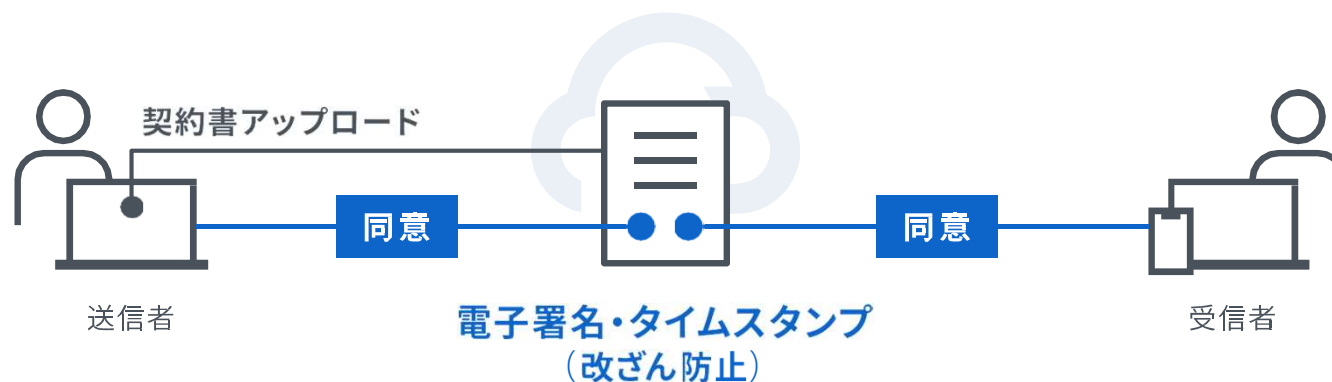 契約書アップロード
同意
同意
送信者
受信者
電子署名・タイムスタンプ
（改ざん防止）